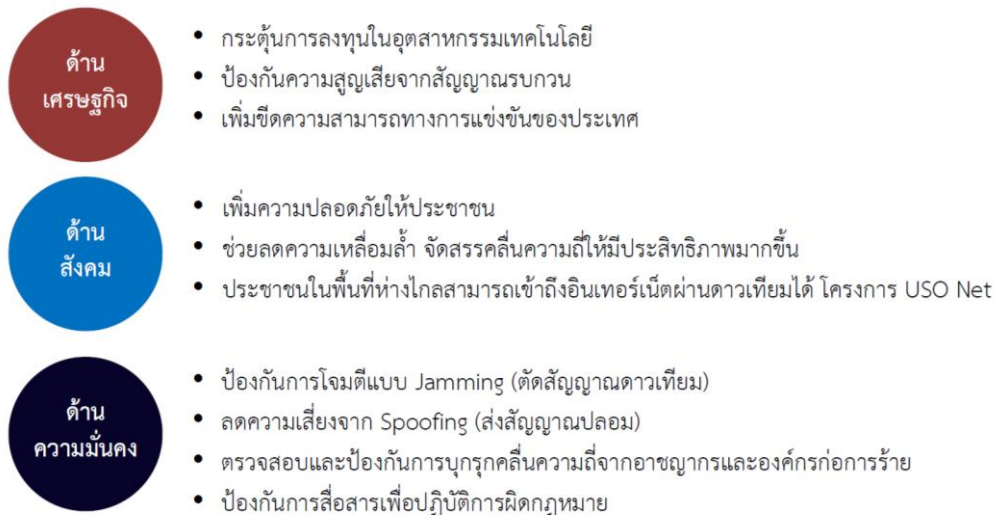 ด้าน
เศรษฐกิจ
• กระตุ้นการลงทุนในอุตสาหกรรมเทคโนโลยี
• ป้องกันความสูญเสียจากสัญญาณรบกวน
• เพิ่มขีดความสามารถทางการแข่งขันของประเทศ
ด้าน
สังคม
• เพิ่มความปลอดภัยให้ประชาชน
• ช่วยลดความเหลื่อมล้ำ จัดสรรคลื่นความถี่ให้มีประสิทธิภาพมากขึ้น
• ประชาชนในพื้นที่ห่างไกลสามารถเข้าถึงอินเทอร์เน็ตผ่านดาวเทียมได้ โครงการ USO Net
ด้าน
ความมั่นคง
• ป้องกันการโจมตีแบบ Jamming (ตัดสัญญาณดาวเทียม)
• ลดความเสี่ยงจาก Spoofing (ส่งสัญญาณปลอม)
• ตรวจสอบและป้องกันการบุกรุกคลื่นความถี่จากอาชญากรและองค์กรก่อการร้าย
• ป้องกันการสื่อสารเพื่อปฏิบัติการผิดกฎหมาย